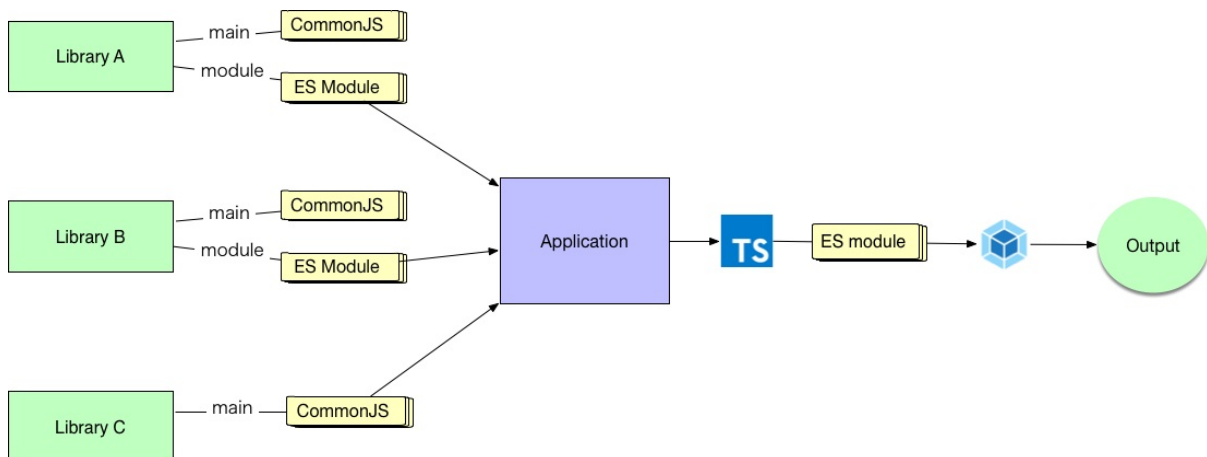 main
CommonJS
Library A
module
ES Module
main
CommonJS
Library B
module
ES Module
Application
TS
ES module
Output
main
CommonJS
Library C